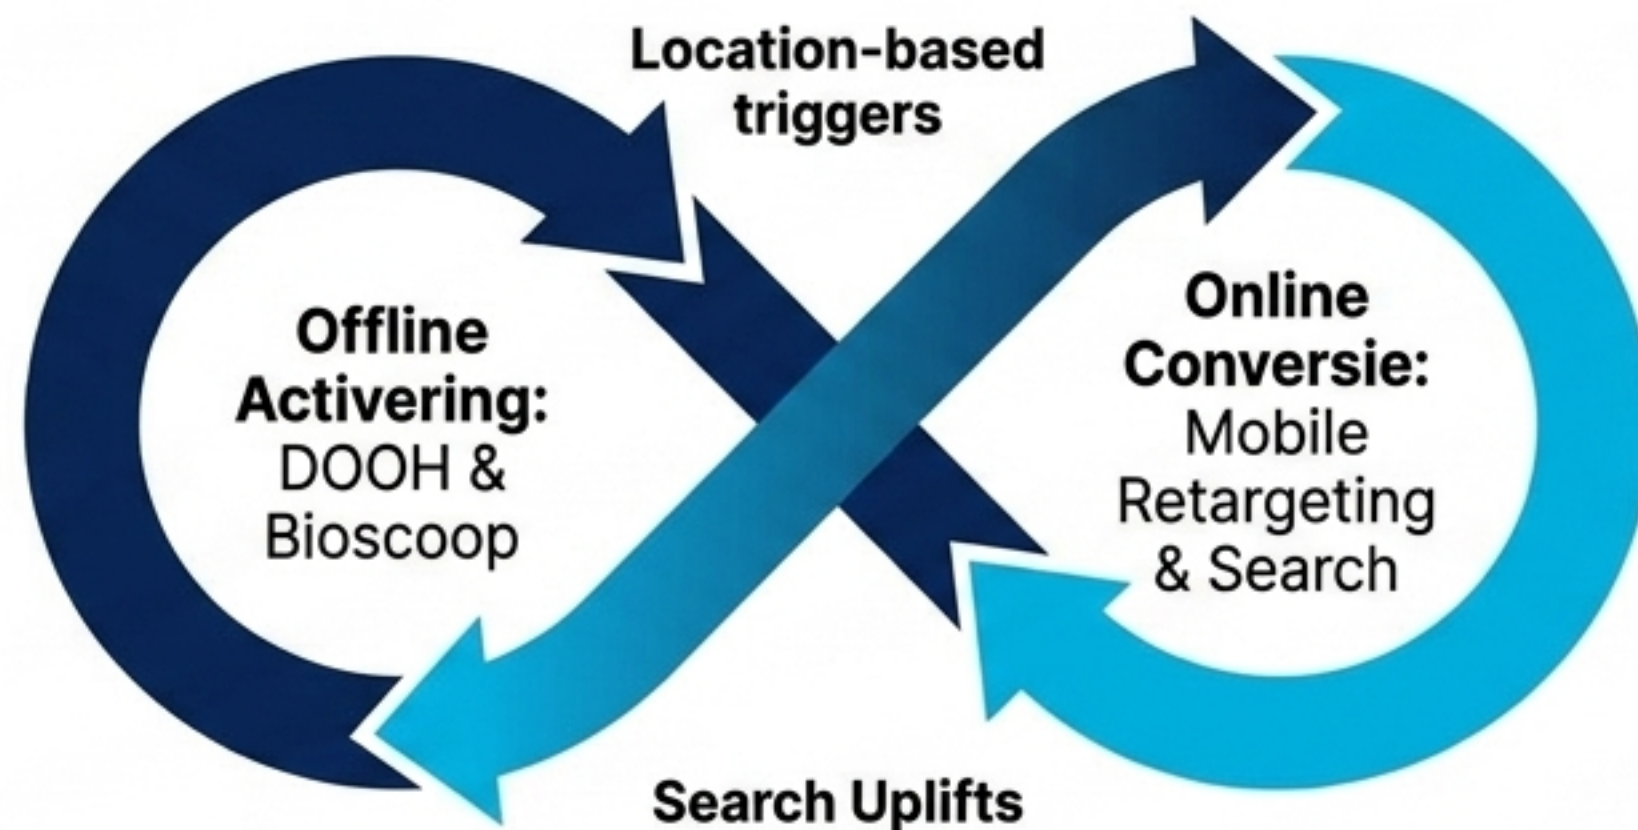 Location-based
triggers
Offline
Activering:
DOOH &
Bioscoop
Online
Conversie:
Mobile
Retargeting
& Search
Search Uplifts